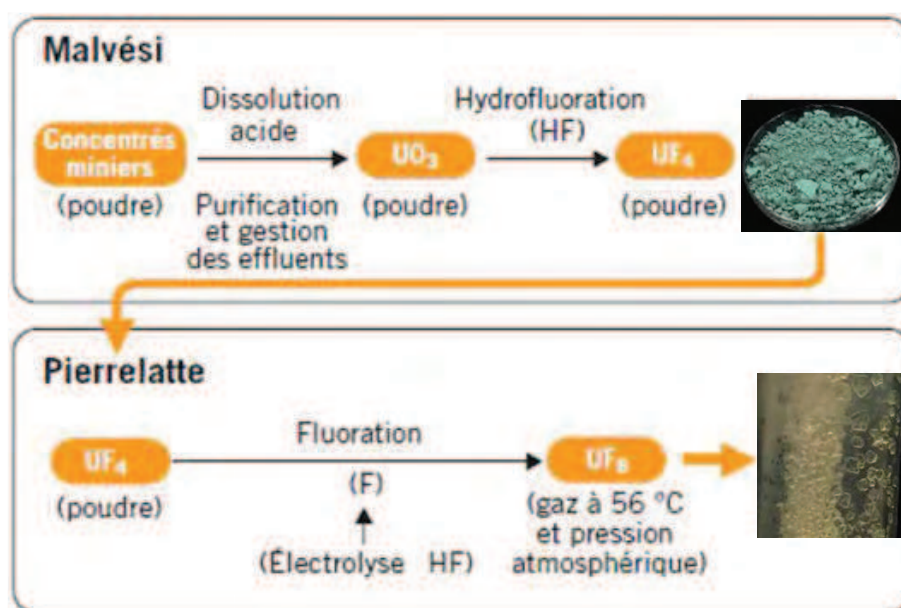 Malvési
Dissolution
acide
Hydrofluoration
(HF)
Concentrés
miniers
UO₃
UF₄
(poudre)
(poudre)
(poudre)
Purification
et gestion
des effluents
Pierrelatte
Fluoration
UF₄
UF₆
(poudre)
(F)
(gaz à 56 °C
et pression
atmosphérique)
(Électrolyse HF)